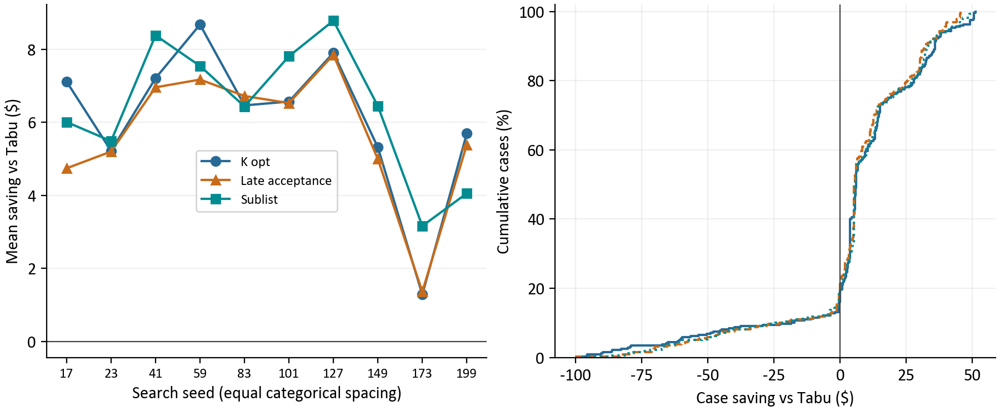 Mean saving vs Tabu ($)
8
6
4
2
0
K opt
Late acceptance
Sublist
17 23 41 59 83 101 127 149 173 199
Search seed (equal categorical spacing)
Cumulative cases (%)
100
80
60
40
20
0
-100 -75 -50 -25 0 25 50
Case saving vs Tabu ($)